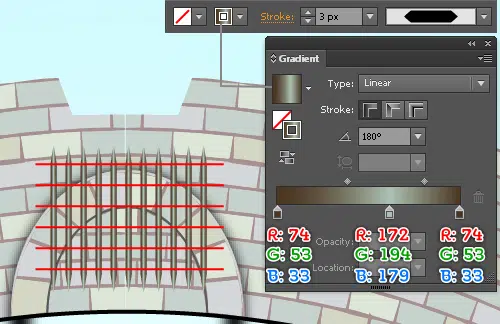 Stroke: 3 px
Gradient
Type: Linear
Stroke:
180°
R: 74 R: 172 R: 74
G: 53 Opacity: G: 194 G: 53
B: 33 Location: B: 179 B: 33